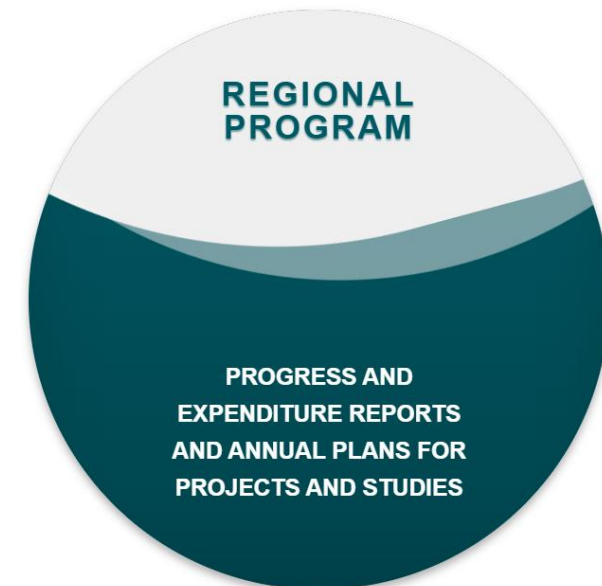 REGIONAL
PROGRAM
PROGRESS AND
EXPENDITURE REPORTS
AND ANNUAL PLANS FOR
PROJECTS AND STUDIES